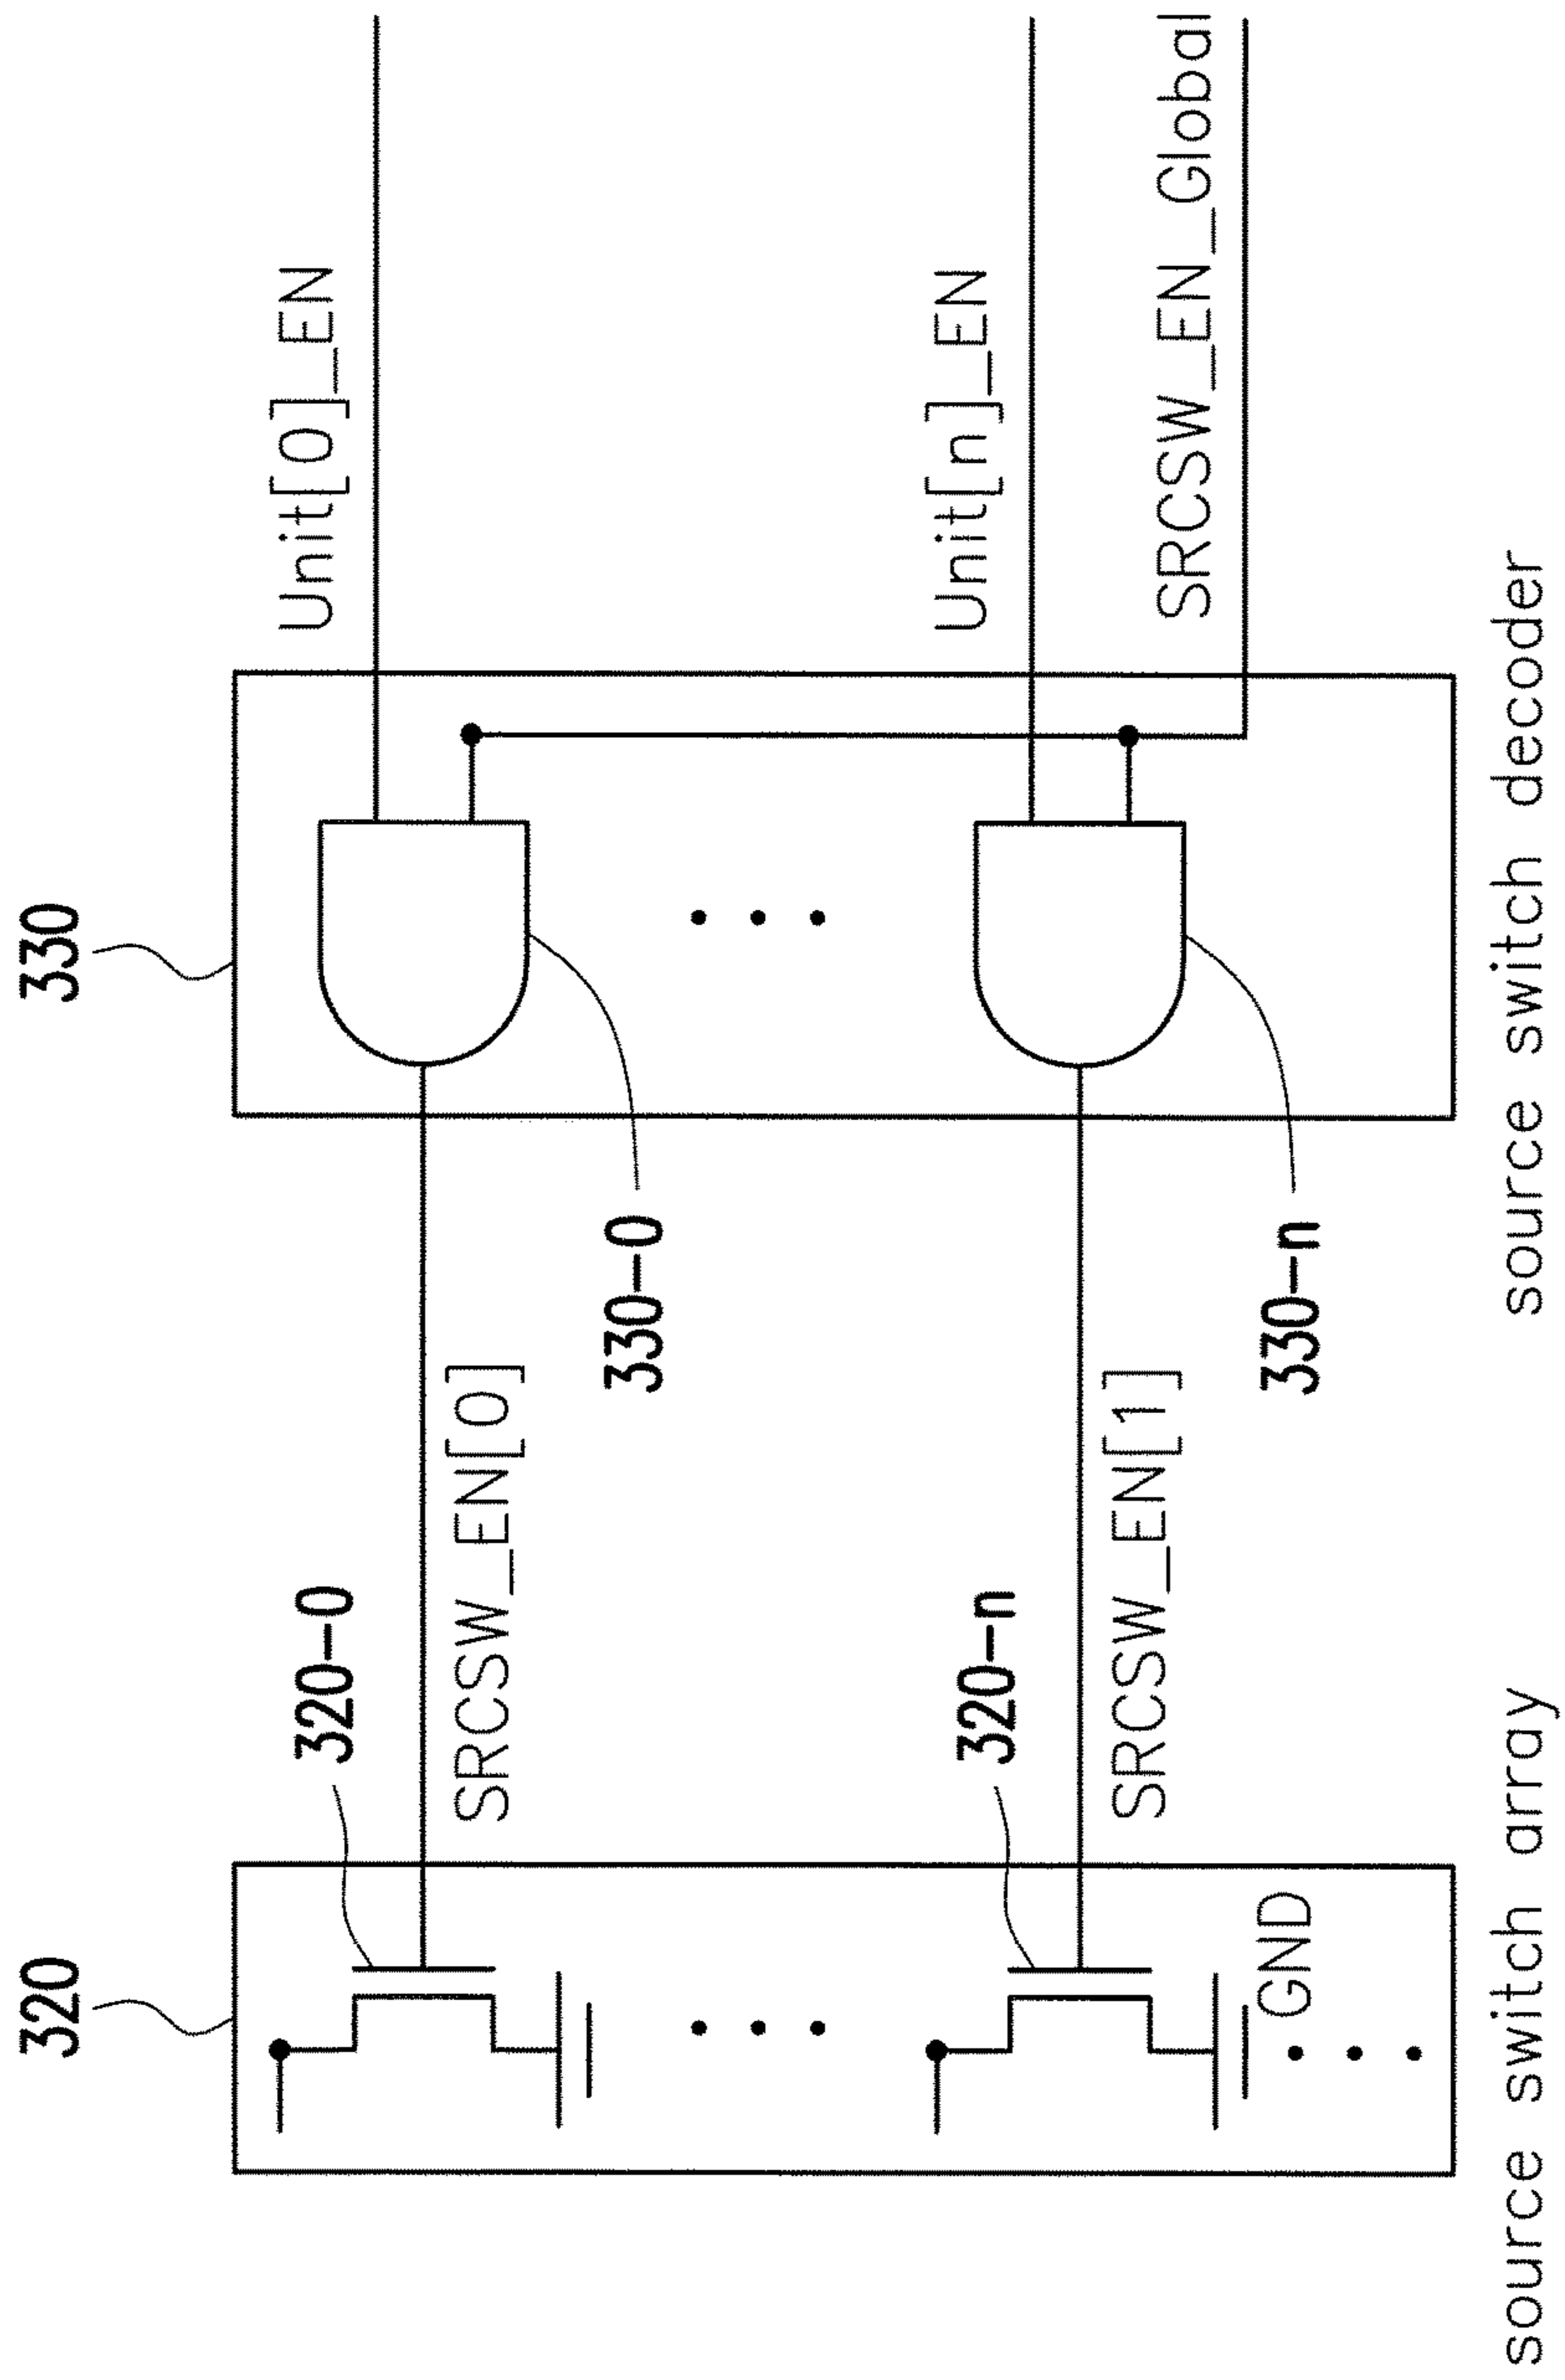 320
330
320-0
SRCSW_EN[0]
330-0
Unit[0]_EN
320-n
SRCSW_EN[1]
330-n
Unit[n]_EN
SRCSW_EN_Global
GND
source switch array
source switch decoder